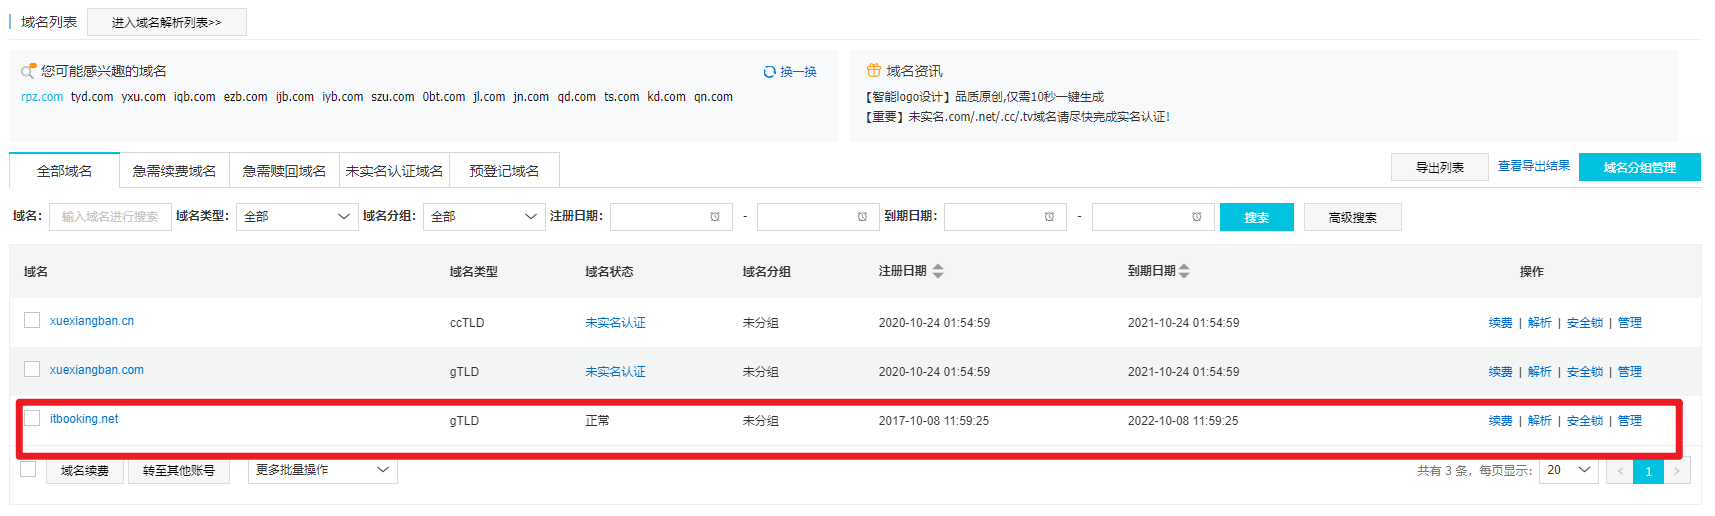 域名列表 进入域名解析列表>>
您可能感兴趣的域名 换一换
rpz.com tyd.com yxu.com iqb.com ezb.com ijb.com iyb.com szu.com 0bt.com jl.com jn.com qd.com ts.com kd.com qn.com
域名资讯
【智能logo设计】品质原创,仅需10秒一键生成
【重要】未实名.com/.net/.cc/.tv域名请尽快完成实名认证!
全部域名 急需续费域名 急需赎回域名 未实名认证域名 预登记域名 导出列表 查看导出结果 域名分组管理
域名: 输入域名进行搜索 域名类型: 全部 域名分组: 全部 注册日期: - 到期日期: - 搜索 高级搜索
域名 域名类型 域名状态 域名分组 注册日期 到期日期 操作
xuexiangban.cn ccTLD 未实名认证 未分组 2020-10-24 01:54:59 2021-10-24 01:54:59 续费 | 解析 | 安全锁 | 管理
xuexiangban.com gTLD 未实名认证 未分组 2020-10-24 01:54:59 2021-10-24 01:54:59 续费 | 解析 | 安全锁 | 管理
itbooking.net gTLD 正常 未分组 2017-10-08 11:59:25 2022-10-08 11:59:25 续费 | 解析 | 安全锁 | 管理
域名续费 转至其他账号 更多批量操作 共有 3 条, 每页显示: 20 < 1 >